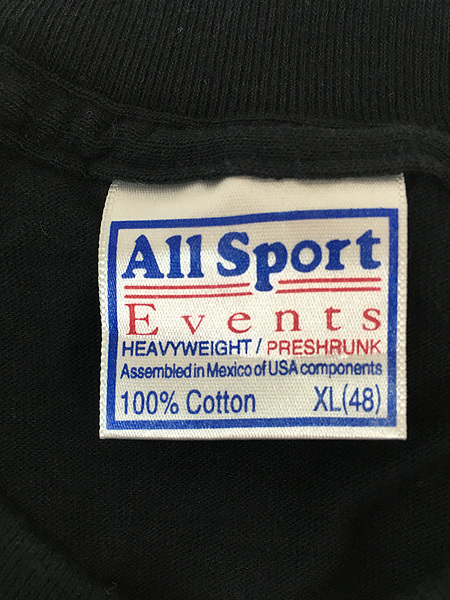 All Sport
Events
HEAVYWEIGHT / PRESHRUNK
Assembled in Mexico of USA components
100% Cotton XL(48)